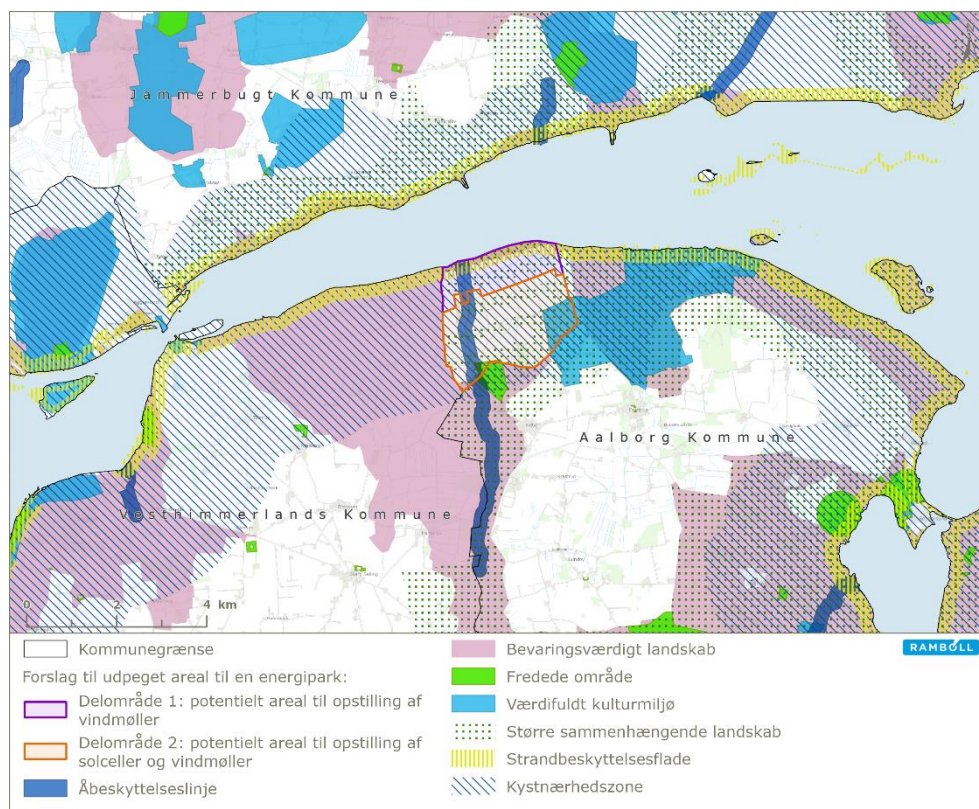 Jammerbugt Kommune
Aalborg Kommune
Vesthimmerlands Kommune
0 2 4 km
Kommunegrænse
Forslag til udpeget areal til en energipark:
Delområde 1: potentielt areal til opstilling af
vindmøller
Delområde 2: potentielt areal til opstilling af
solceller og vindmøller
Åbeskyttelseslinje
Bevaringsværdigt landskab
Fredede område
Værdifuldt kulturmiljø
Større sammenhængende landskab
Strandbeskyttelsesflade
Kystnærhedszone
RAMBOLL